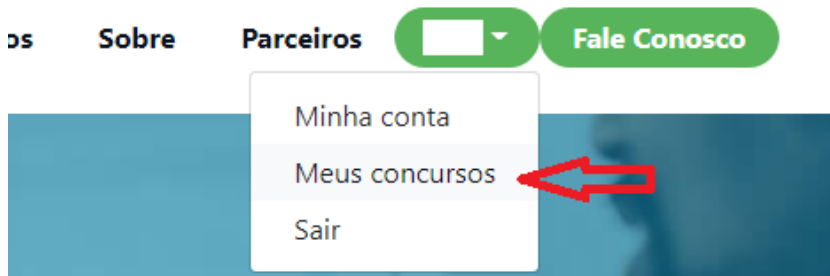 os Sobre Parceiros Fale Conosco
Minha conta
Meus concursos
Sair